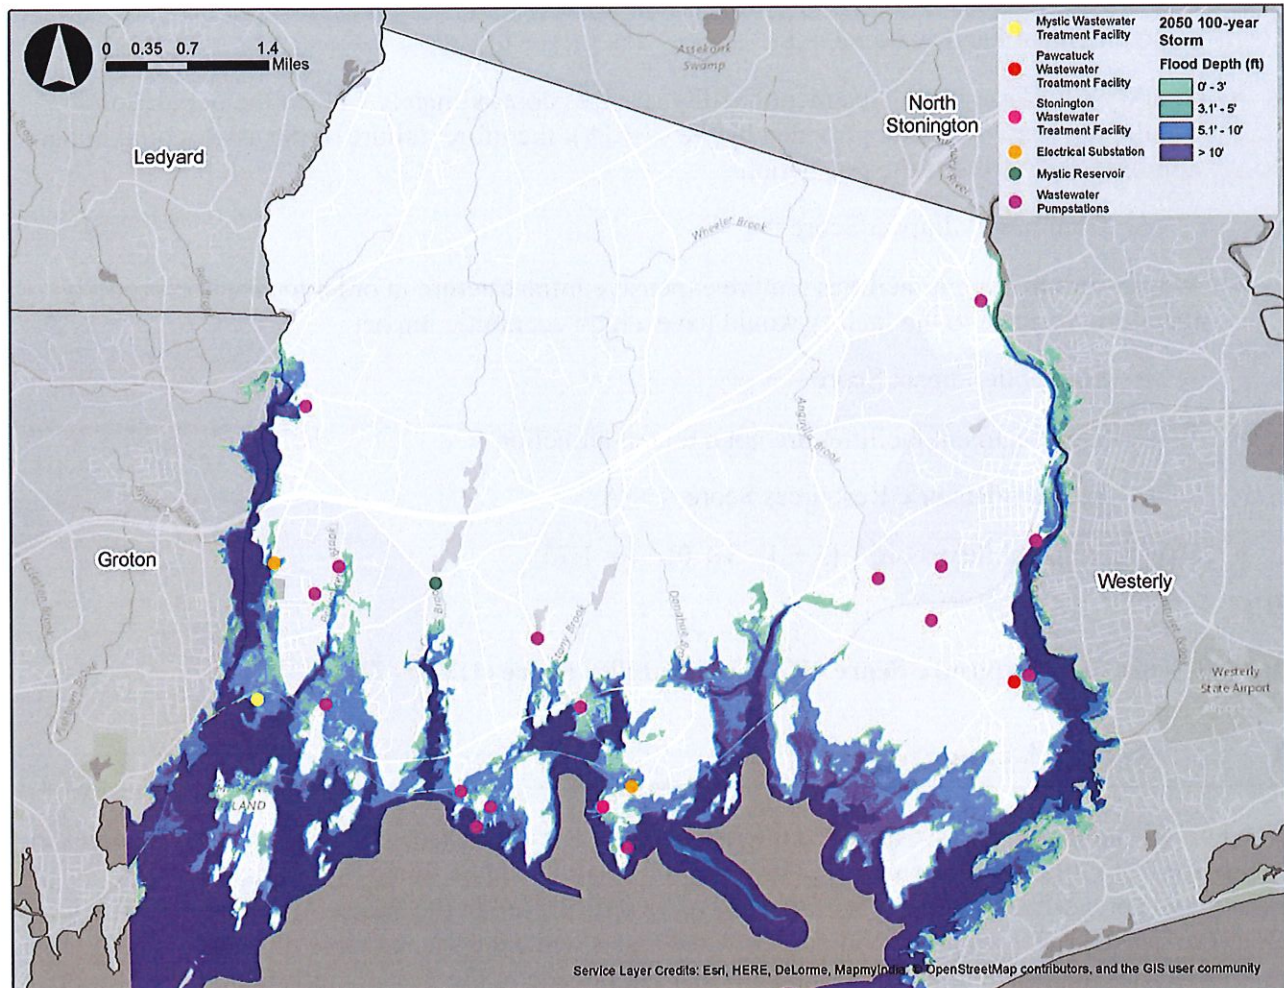 0 0.35 0.7 1.4
Miles
Mystic Wastewater
Treatment Facility
Pawcatuck
Wastewater
Treatment Facility
Stonington
Wastewater
Treatment Facility
Electrical Substation
Mystic Reservoir
Wastewater
Pumpstations
2050 100-year
Storm
Flood Depth (ft)
0' - 3'
3.1' - 5'
5.1' - 10'
> 10'
Assekonk
Swamp
North
Stonington
Ledyard
Wheeler Brook
Anguilla Brook
Groton
Westerly
Stony Brook
Donahue
Westerly
State Airport
Service Layer Credits: Esri, HERE, DeLorme, MapmyIndia, © OpenStreetMap contributors, and the GIS user community